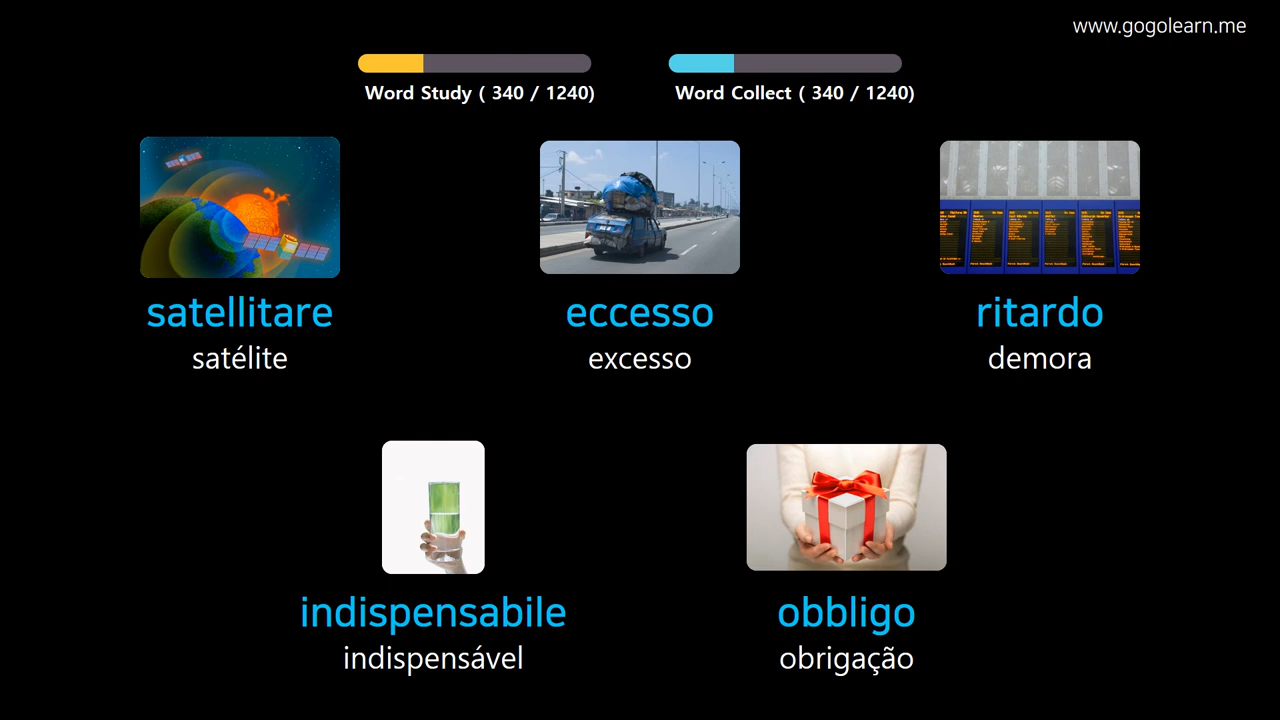 www.gogolearn.me
Word Study ( 340 / 1240)
Word Collect ( 340 / 1240)
satellitare
satélite
eccesso
excesso
ritardo
demora
indispensabile
indispensável
obbligo
obrigação